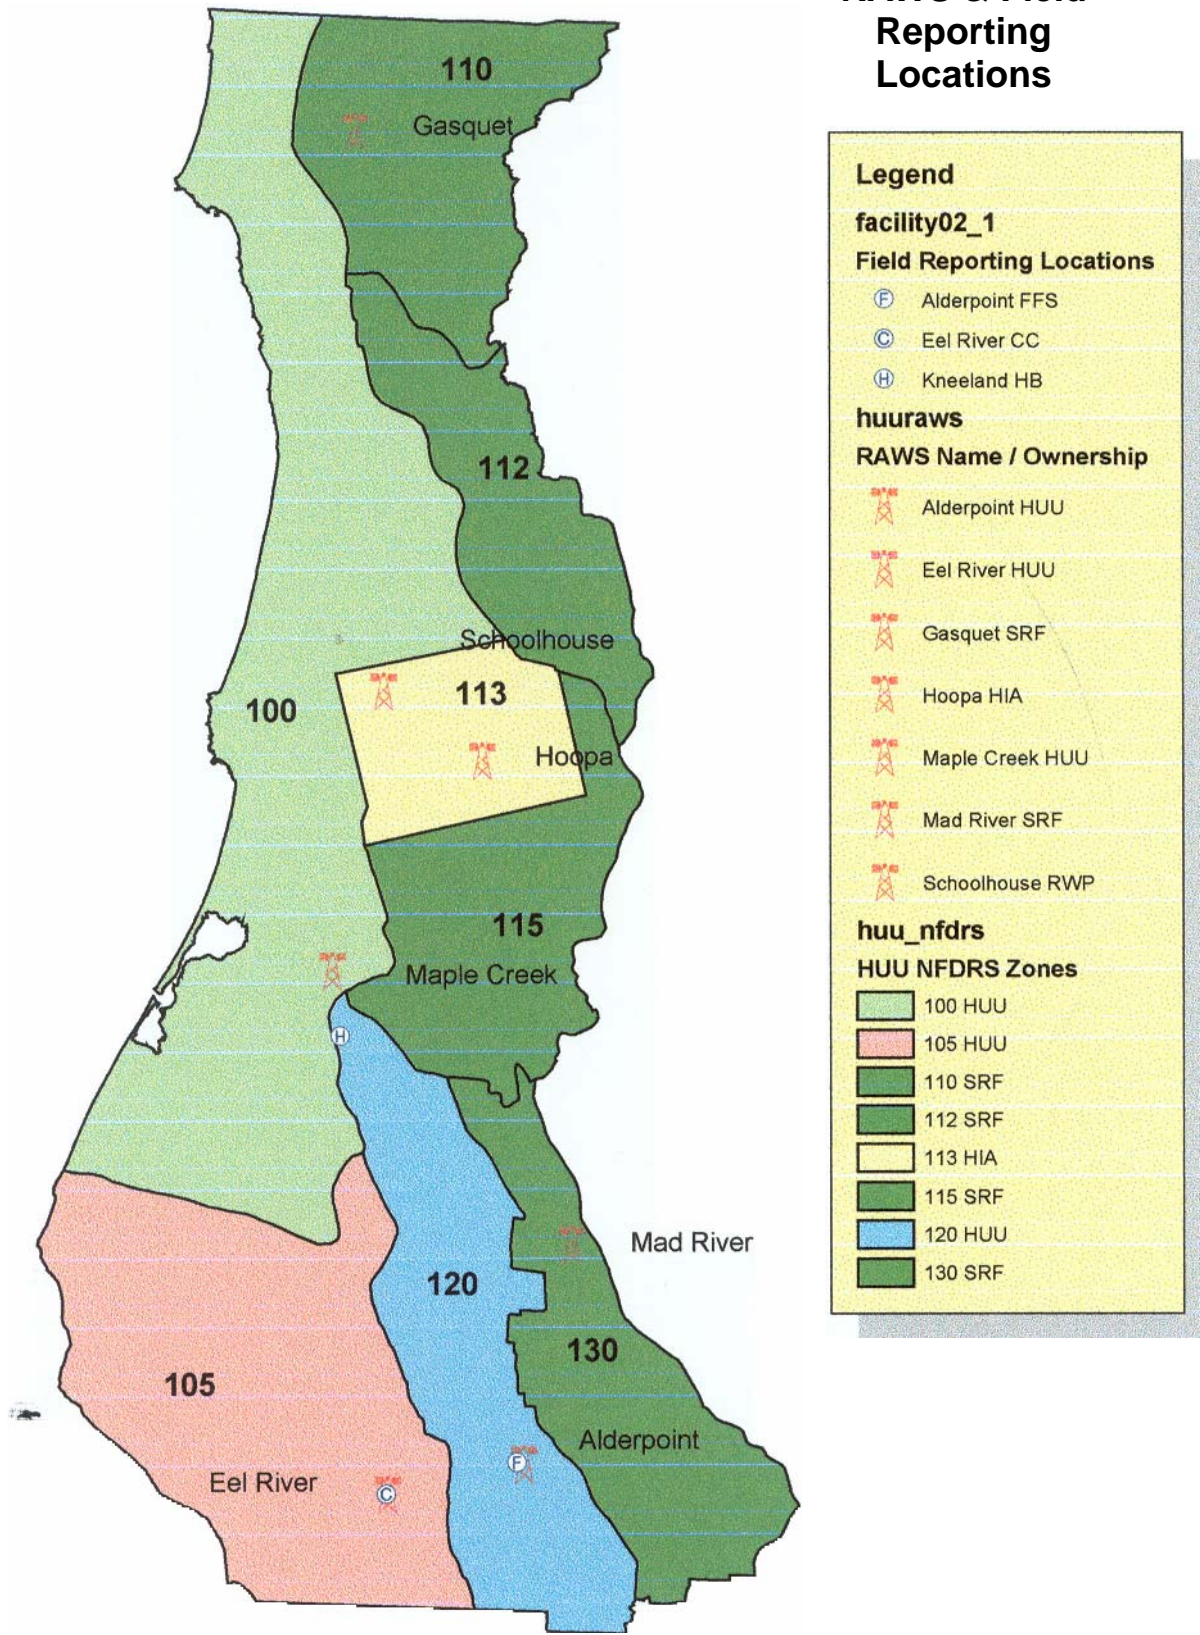 Reporting
Locations
110
Gasquet
112
Schoolhouse
113
100
Hoopa
115
Maple Creek
H
Mad River
120
130
105
Alderpoint
F
Eel River
C
Legend
facility02_1
Field Reporting Locations
F Alderpoint FFS
C Eel River CC
H Kneeland HB
huuraws
RAWS Name / Ownership
Alderpoint HUU
Eel River HUU
Gasquet SRF
Hoopa HIA
Maple Creek HUU
Mad River SRF
Schoolhouse RWP
huu_nfdrs
HUU NFDRS Zones
100 HUU
105 HUU
110 SRF
112 SRF
113 HIA
115 SRF
120 HUU
130 SRF